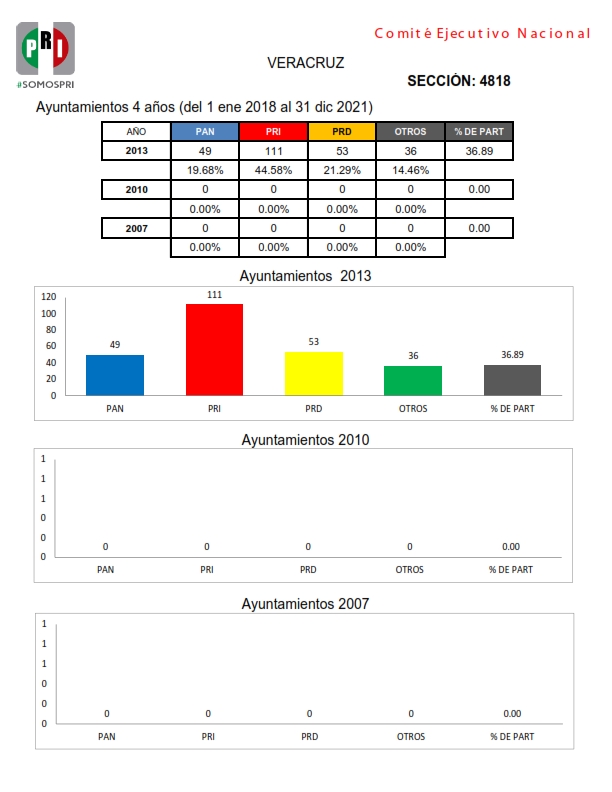 PRI
#SOMOSPRI
Comité Ejecutivo Nacional
VERACRUZ
SECCIÓN: 4818
Ayuntamientos 4 años (del 1 ene 2018 al 31 dic 2021)
AÑO PAN PRI PRD OTROS % DE PART
2013 49 111 53 36 36.89
19.68% 44.58% 21.29% 14.46%
2010 0 0 0 0 0.00
0.00% 0.00% 0.00% 0.00%
2007 0 0 0 0 0.00
0.00% 0.00% 0.00% 0.00%
Ayuntamientos 2013
120
100
80
60
40
20
0
49 111 53 36 36.89
PAN PRI PRD OTROS % DE PART
Ayuntamientos 2010
1
1
1
0
0
0
0 0 0 0 0.00
PAN PRI PRD OTROS % DE PART
Ayuntamientos 2007
1
1
1
0
0
0
0 0 0 0 0.00
PAN PRI PRD OTROS % DE PART